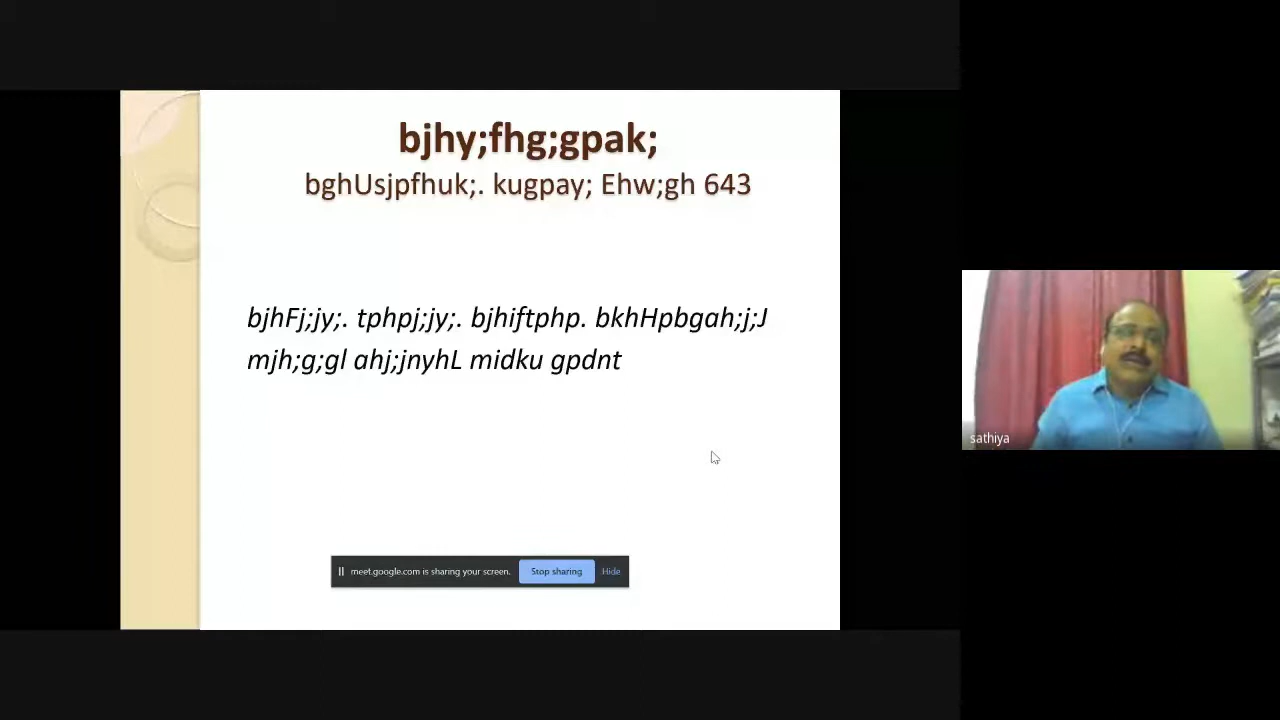 bjhy;fhg;gpak;
bghUsjpfhuk;. kugpay; Ehw;gh 643
bjhFj;jy;. tphpj;jy;. bjhiftphp. bkhHpbgah;j;J
mjh;g;gl ahj;jnyhL midku gpdnt
sathiya
meet.google.com is sharing your screen. Stop sharing Hide